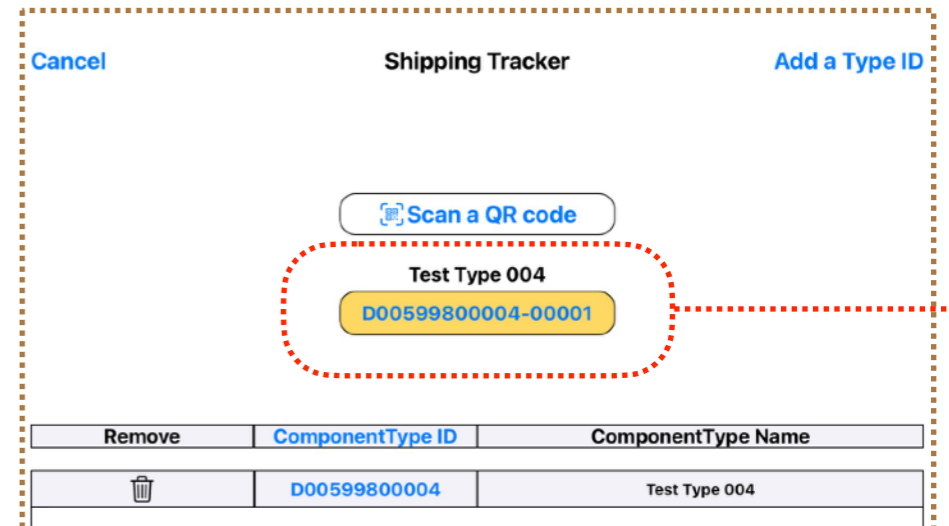 Cancel Shipping Tracker Add a Type ID
Scan a QR code
Test Type 004
D00599800004-00001
Remove ComponentType ID ComponentType Name
D00599800004 Test Type 004